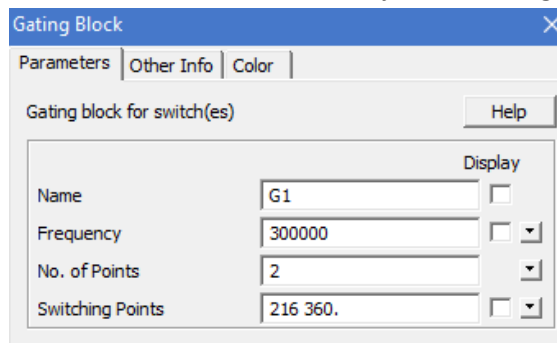 Gating Block
Parameters Other Info Color
Gating block for switch(es) Help
Display
Name G1
Frequency 300000
No. of Points 2
Switching Points 216 360.